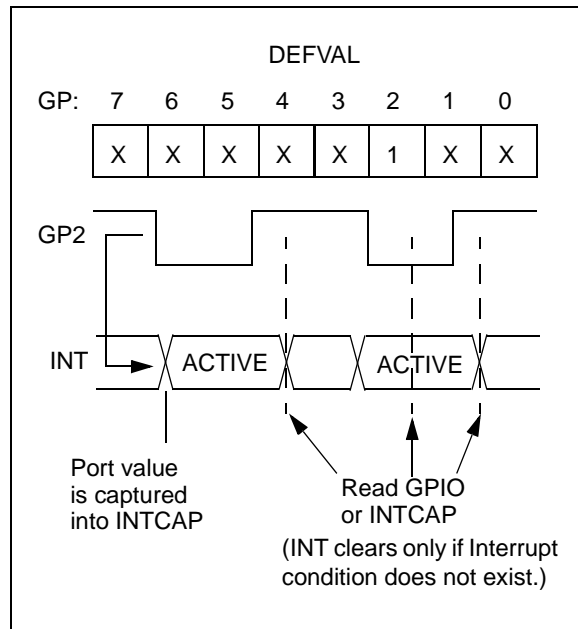 DEFVAL
GP: 7 6 5 4 3 2 1 0
X X X X X 1 X X
GP2
INT ACTIVE ACTIVE
Port value
is captured
into INTCAP
Read GPIO
or INTCAP
(INT clears only if Interrupt
condition does not exist.)